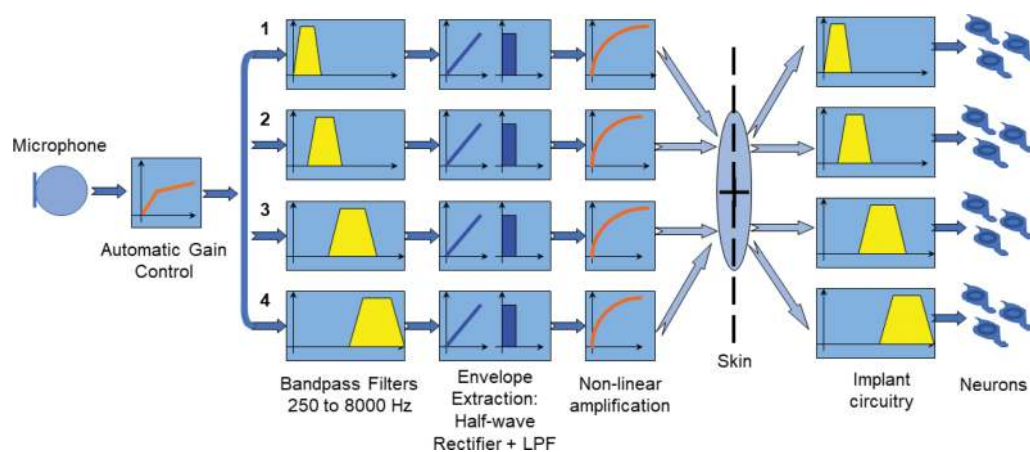 1
2
3
4
Microphone
Automatic Gain
Control
Bandpass Filters
250 to 8000 Hz
Envelope
Extraction:
Half-wave
Rectifier + LPF
Non-linear
amplification
Skin
Implant
circuitry
Neurons